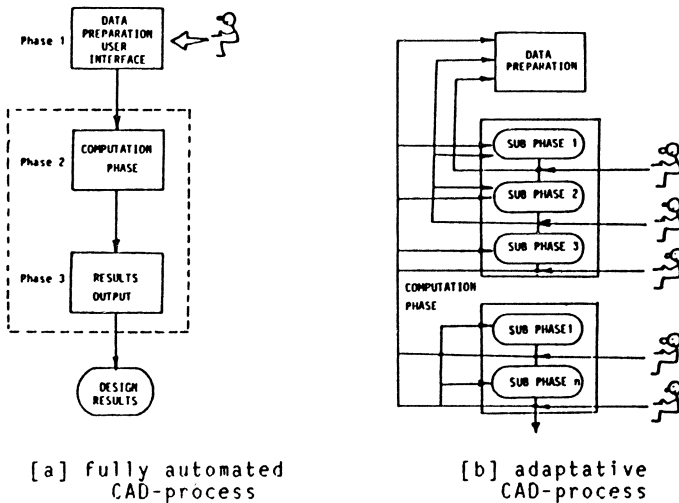 Phase 1
DATA
PREPARATION
USER
INTERFACE
Phase 2
COMPUTATION
PHASE
Phase 3
RESULTS
OUTPUT
DESIGN
RESULTS
[a] fully automated
CAD-process
DATA
PREPARATION
SUB PHASE 1
SUB PHASE 2
SUB PHASE 3
COMPUTATION
PHASE
SUB PHASE1
SUB PHASE n
[b] adaptative
CAD-process